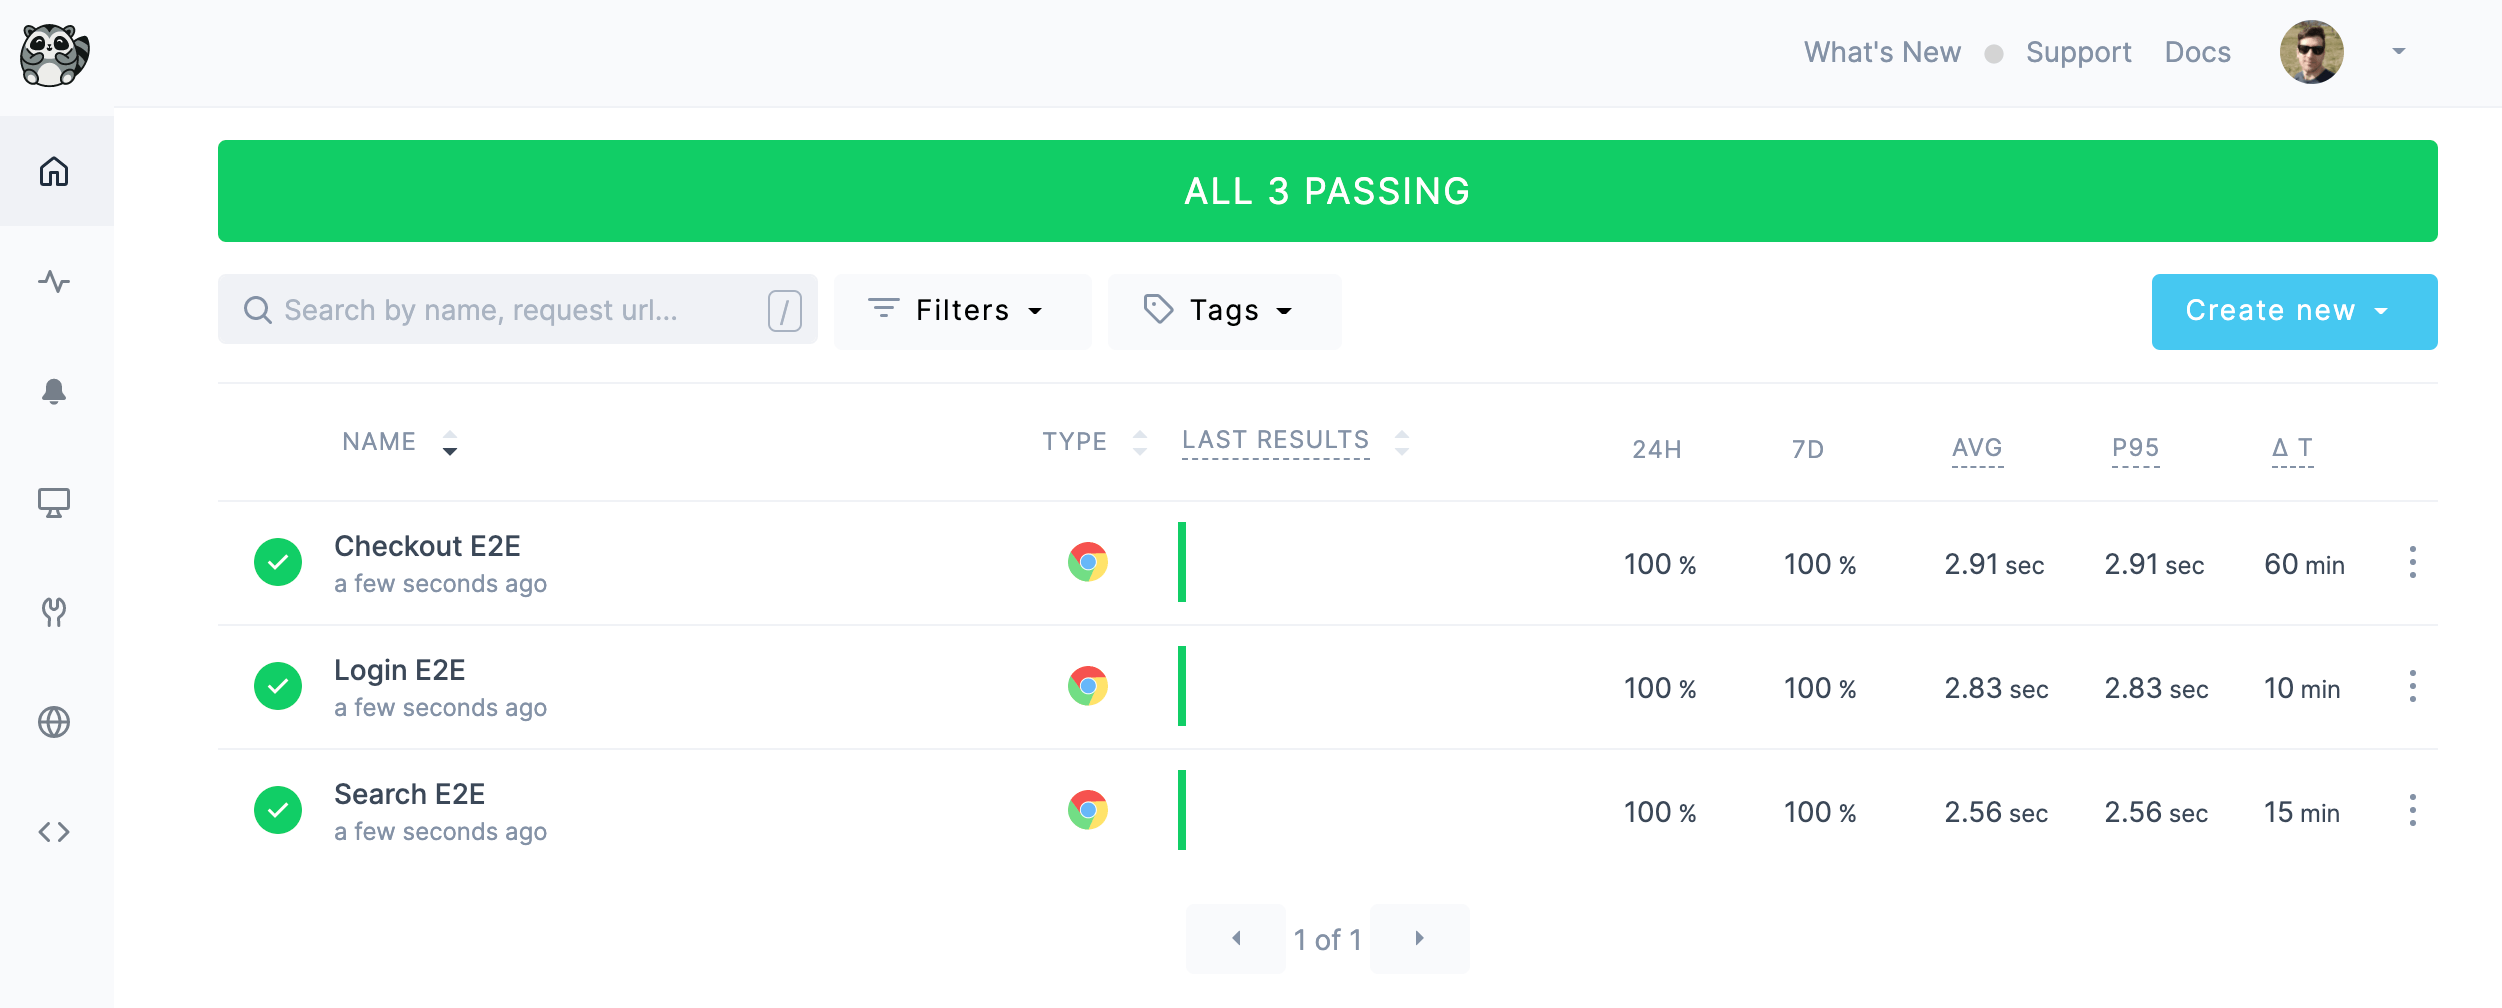 What's New Support Docs
ALL 3 PASSING
Search by name, request url... / Filters Tags Create new
NAME TYPE LAST RESULTS 24H 7D AVG P95 Δ T
Checkout E2E
a few seconds ago
100 % 100 % 2.91 sec 2.91 sec 60 min
Login E2E
a few seconds ago
100 % 100 % 2.83 sec 2.83 sec 10 min
Search E2E
a few seconds ago
100 % 100 % 2.56 sec 2.56 sec 15 min
1 of 1